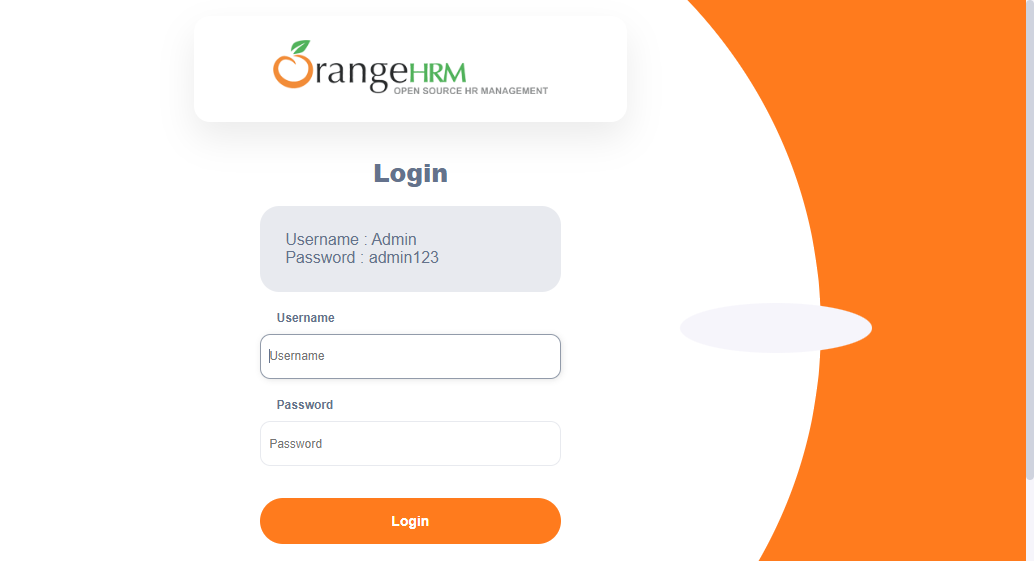 OrangeHRM
OPEN SOURCE HR MANAGEMENT
Login
Username : Admin
Password : admin123
Username
Username
Password
Password
Login